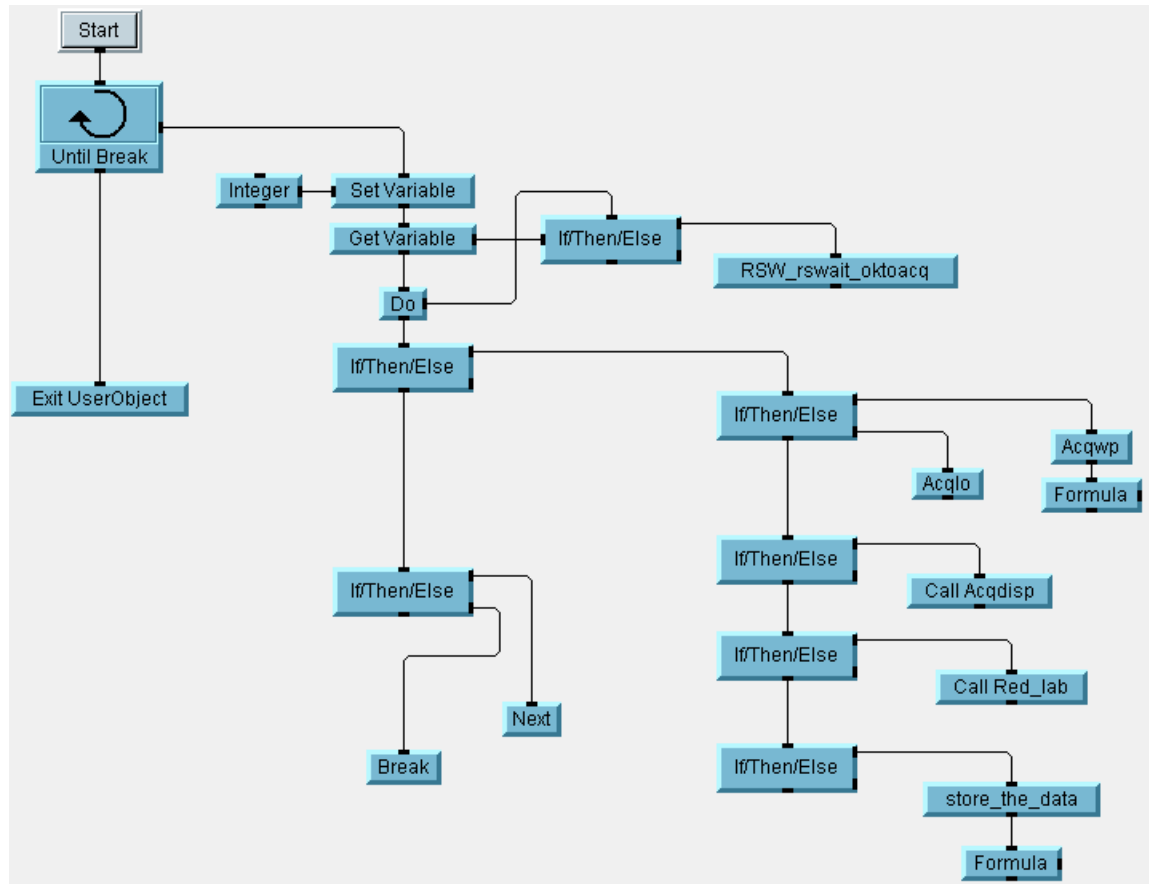 Start
Until Break
Integer
Set Variable
Get Variable
If/Then/Else
RSW_rswait_oktoacq
Do
If/Then/Else
Exit UserObject
If/Then/Else
Acqwp
Acqlo
Formula
If/Then/Else
Call Acqdisp
If/Then/Else
If/Then/Else
Call Red_lab
Next
Break
If/Then/Else
store_the_data
Formula